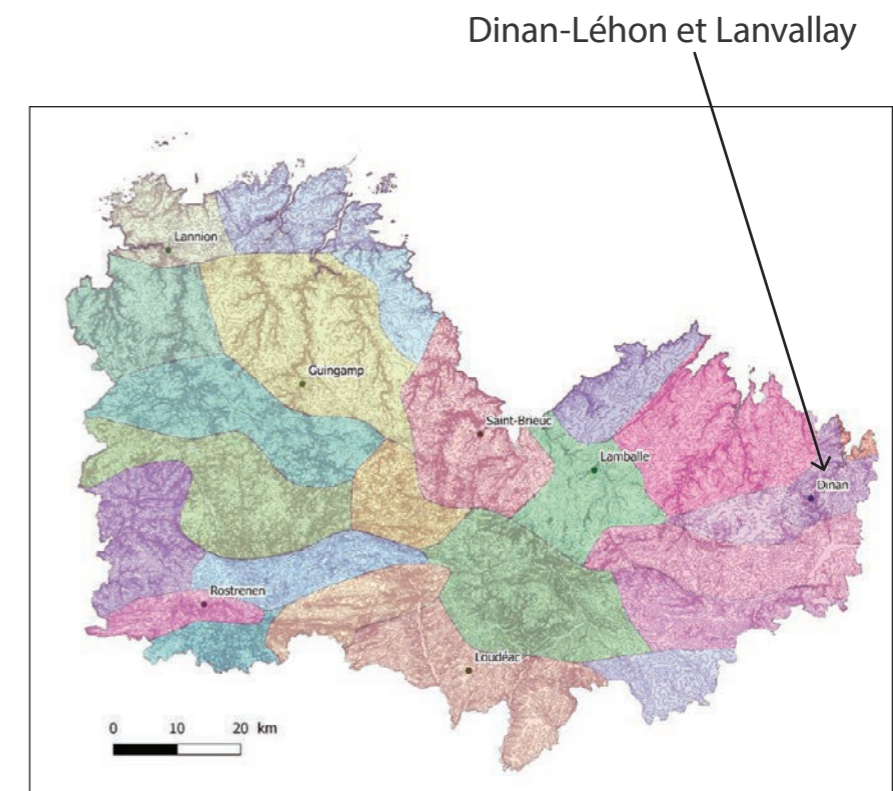 Dinan-Léhon et Lanvallay
Lannion
Guingamp
Saint-Brieuc
Lamballe
Dinan
Rostrenen
Loudéac
0 10 20 km